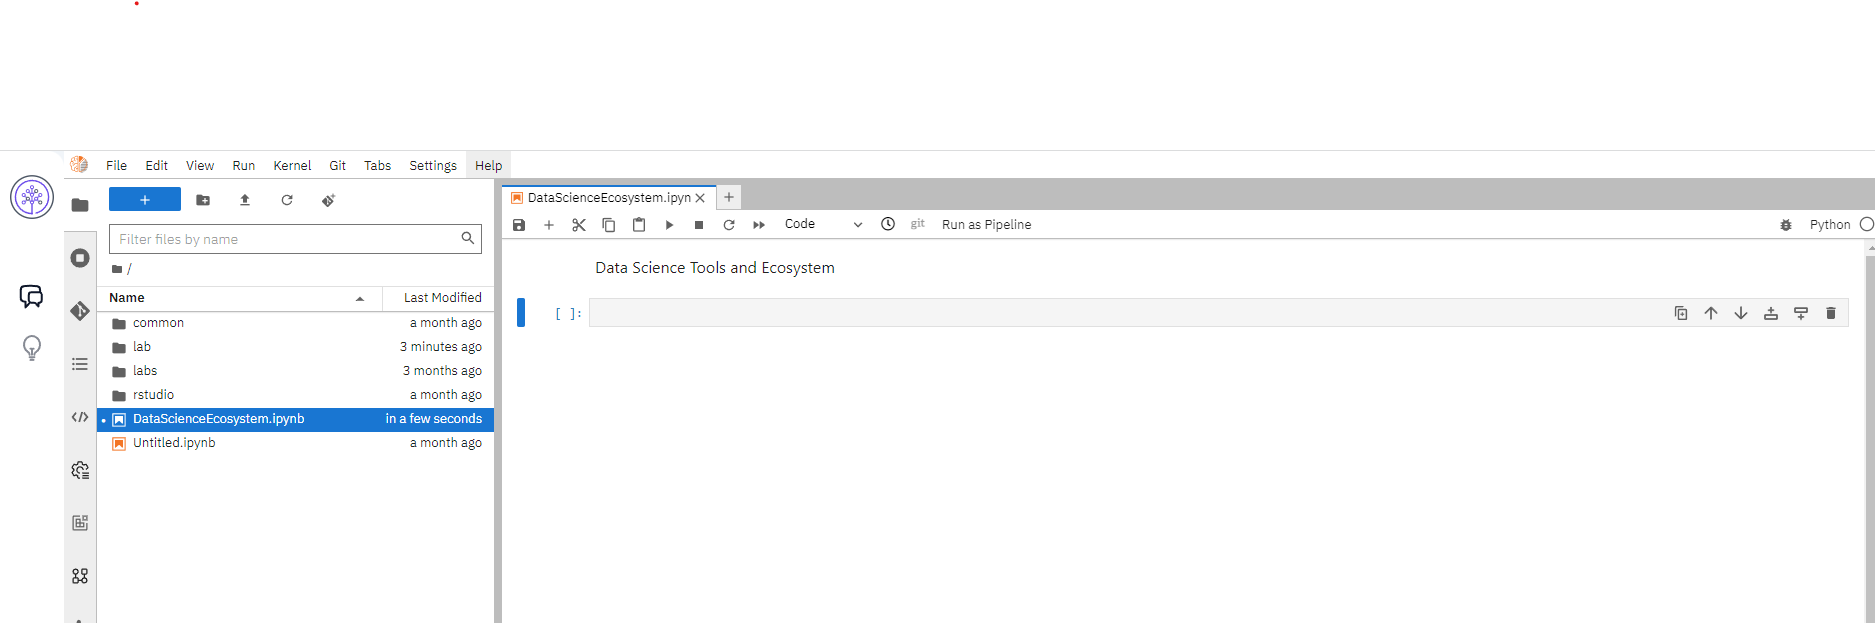 File Edit View Run Kernel Git Tabs Settings Help
+
Filter files by name
/
Name Last Modified
common a month ago
lab 3 minutes ago
labs 3 months ago
rstudio a month ago
DataScienceEcosystem.ipynb in a few seconds
Untitled.ipynb a month ago
DataScienceEcosystem.ipyn
Code git Run as Pipeline Python
Data Science Tools and Ecosystem
[ ]: